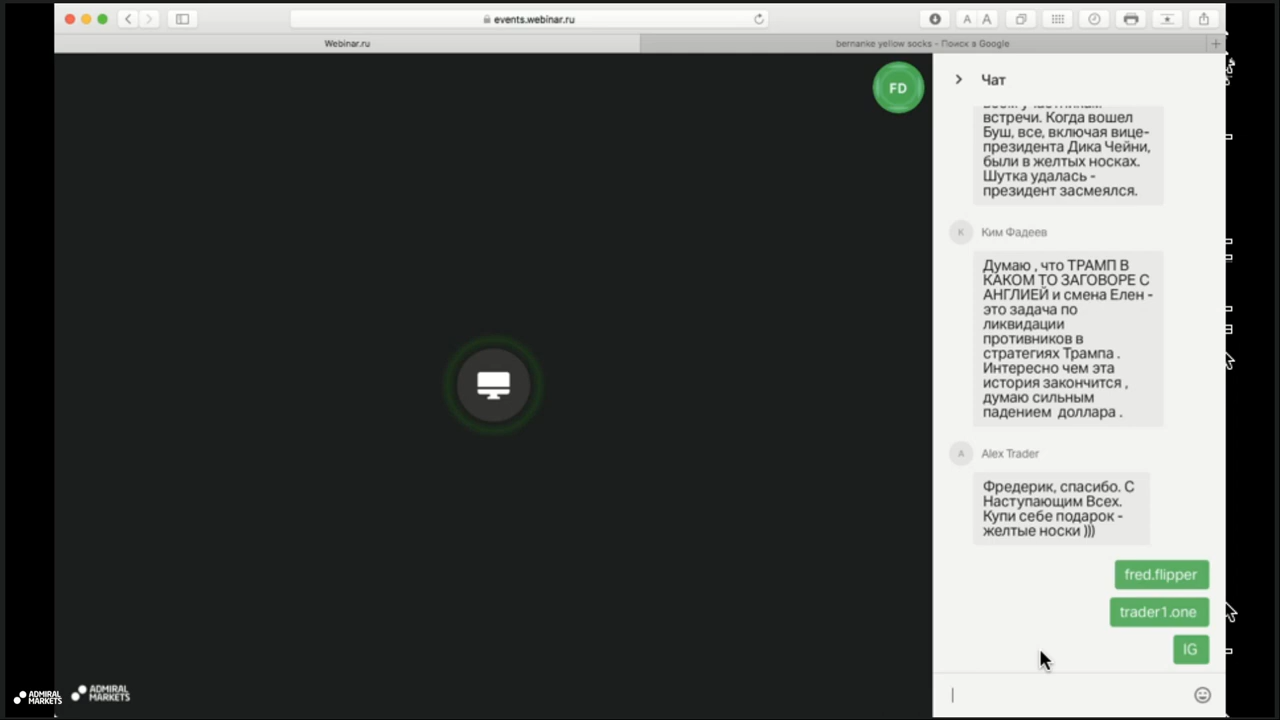 events.webinar.ru
A A
Webinar.ru
bernanke yellow socks – Поиск в Google
+
FD
Чат
всем участникам
встречи. Когда вошел
Буш, все, включая вице-
президента Дика Чейни,
были в желтых носках.
Шутка удалась -
президент засмеялся.
К
Ким Фадеев
Думаю , что ТРАМП В
КАКОМ ТО ЗАГОВОРЕ С
АНГЛИЕЙ и смена Елен -
это задача по
ликвидации
противников в
стратегиях Трампа .
Интересно чем эта
история закончится ,
думаю сильным
падением доллара .
A
Alex Trader
Фредерик, спасибо. С
Наступающим Всех.
Купи себе подарок -
желтые носки )))
fred.flipper
trader1.one
IG
ADMIRAL
MARKETS
ADMIRAL
MARKETS